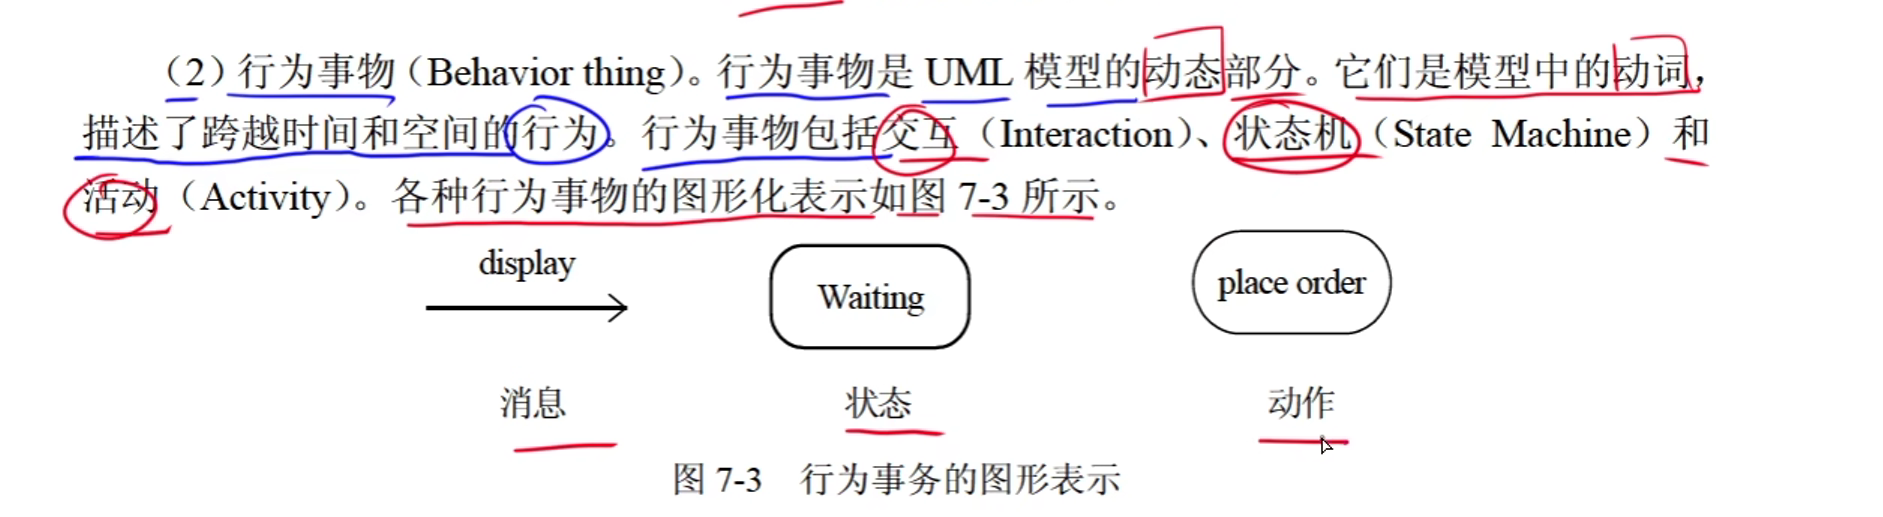 （2）行为事物（Behavior thing）。行为事物是 UML 模型的动态部分。它们是模型中的动词，
描述了跨越时间和空间的行为。行为事物包括交互（Interaction）、状态机（State Machine）和
活动（Activity）。各种行为事物的图形化表示如图 7-3 所示。
display
Waiting
place order
消息
状态
动作
图 7-3 行为事务的图形表示